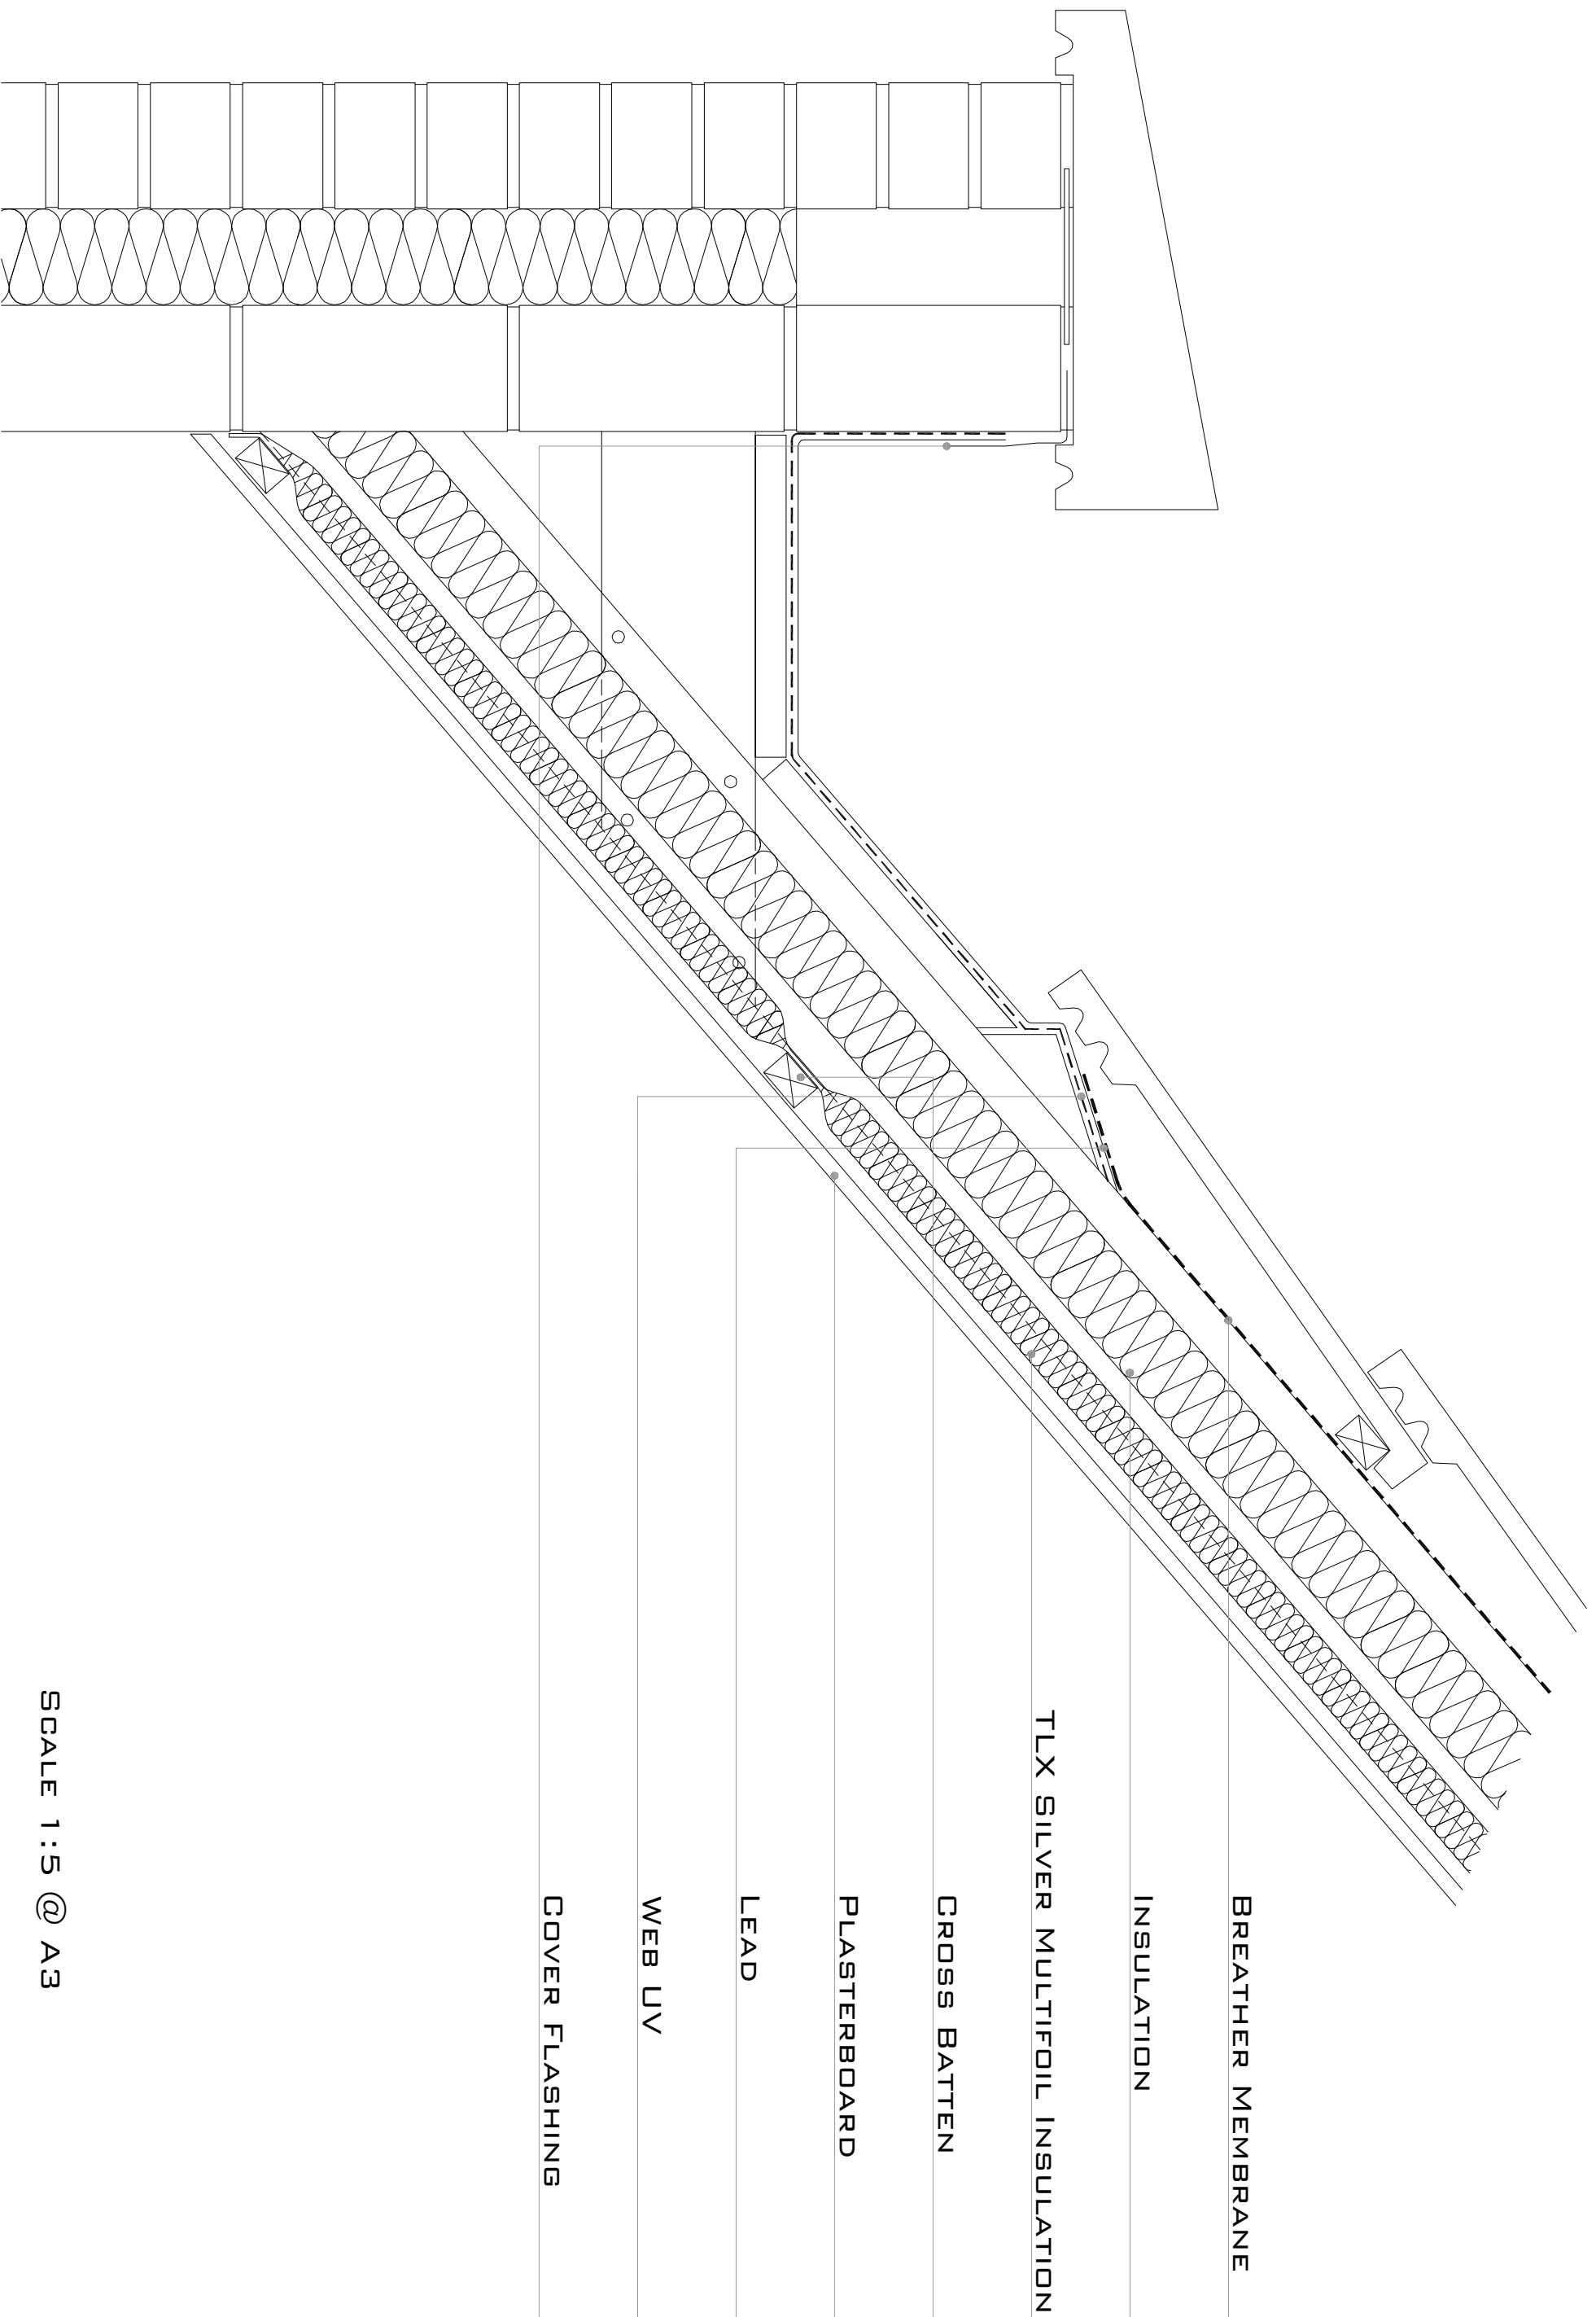 Breather Membrane
Insulation
TLX Silver Multifoil Insulation
Cross Batten
Plasterboard
Lead
Web UV
Cover Flashing
Scale 1:5 @ A3